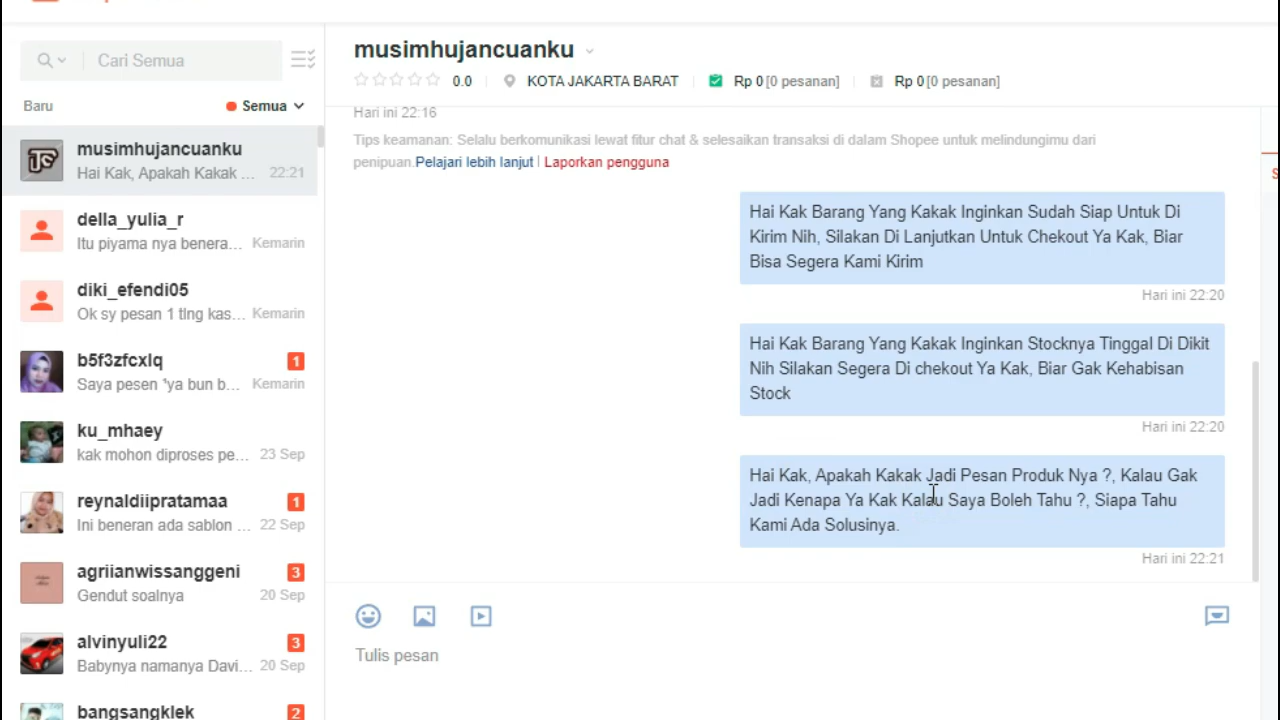 Cari Semua
Baru
Semua
musimhujancuanku
Hai Kak, Apakah Kakak ...
22:21
della_yulia_r
Itu piyama nya benera...
Kemarin
diki_efendi05
Ok sy pesan 1 tlng kas...
Kemarin
b5f3zfcxlq
1
Saya pesen 'ya bun b...
Kemarin
ku_mhaey
kak mohon diproses pe...
23 Sep
reynaldiipratamaa
1
Ini beneran ada sablon ...
22 Sep
agriianwissanggeni
3
Gendut soalnya
20 Sep
alvinyuli22
3
Babynya namanya Davi...
20 Sep
bangsangklek
2
musimhujancuanku
0.0
KOTA JAKARTA BARAT
Rp 0[0 pesanan]
Rp 0[0 pesanan]
Hari ini 22:16
Tips keamanan: Selalu berkomunikasi lewat fitur chat & selesaikan transaksi di dalam Shopee untuk melindungimu dari
penipuan.Pelajari lebih lanjut | Laporkan pengguna
Hai Kak Barang Yang Kakak Inginkan Sudah Siap Untuk Di
Kirim Nih, Silakan Di Lanjutkan Untuk Chekout Ya Kak, Biar
Bisa Segera Kami Kirim
Hari ini 22:20
Hai Kak Barang Yang Kakak Inginkan Stocknya Tinggal Di Dikit
Nih Silakan Segera Di chekout Ya Kak, Biar Gak Kehabisan
Stock
Hari ini 22:20
Hai Kak, Apakah Kakak Jadi Pesan Produk Nya ?, Kalau Gak
Jadi Kenapa Ya Kak Kalau Saya Boleh Tahu ?, Siapa Tahu
Kami Ada Solusinya.
Hari ini 22:21
Tulis pesan